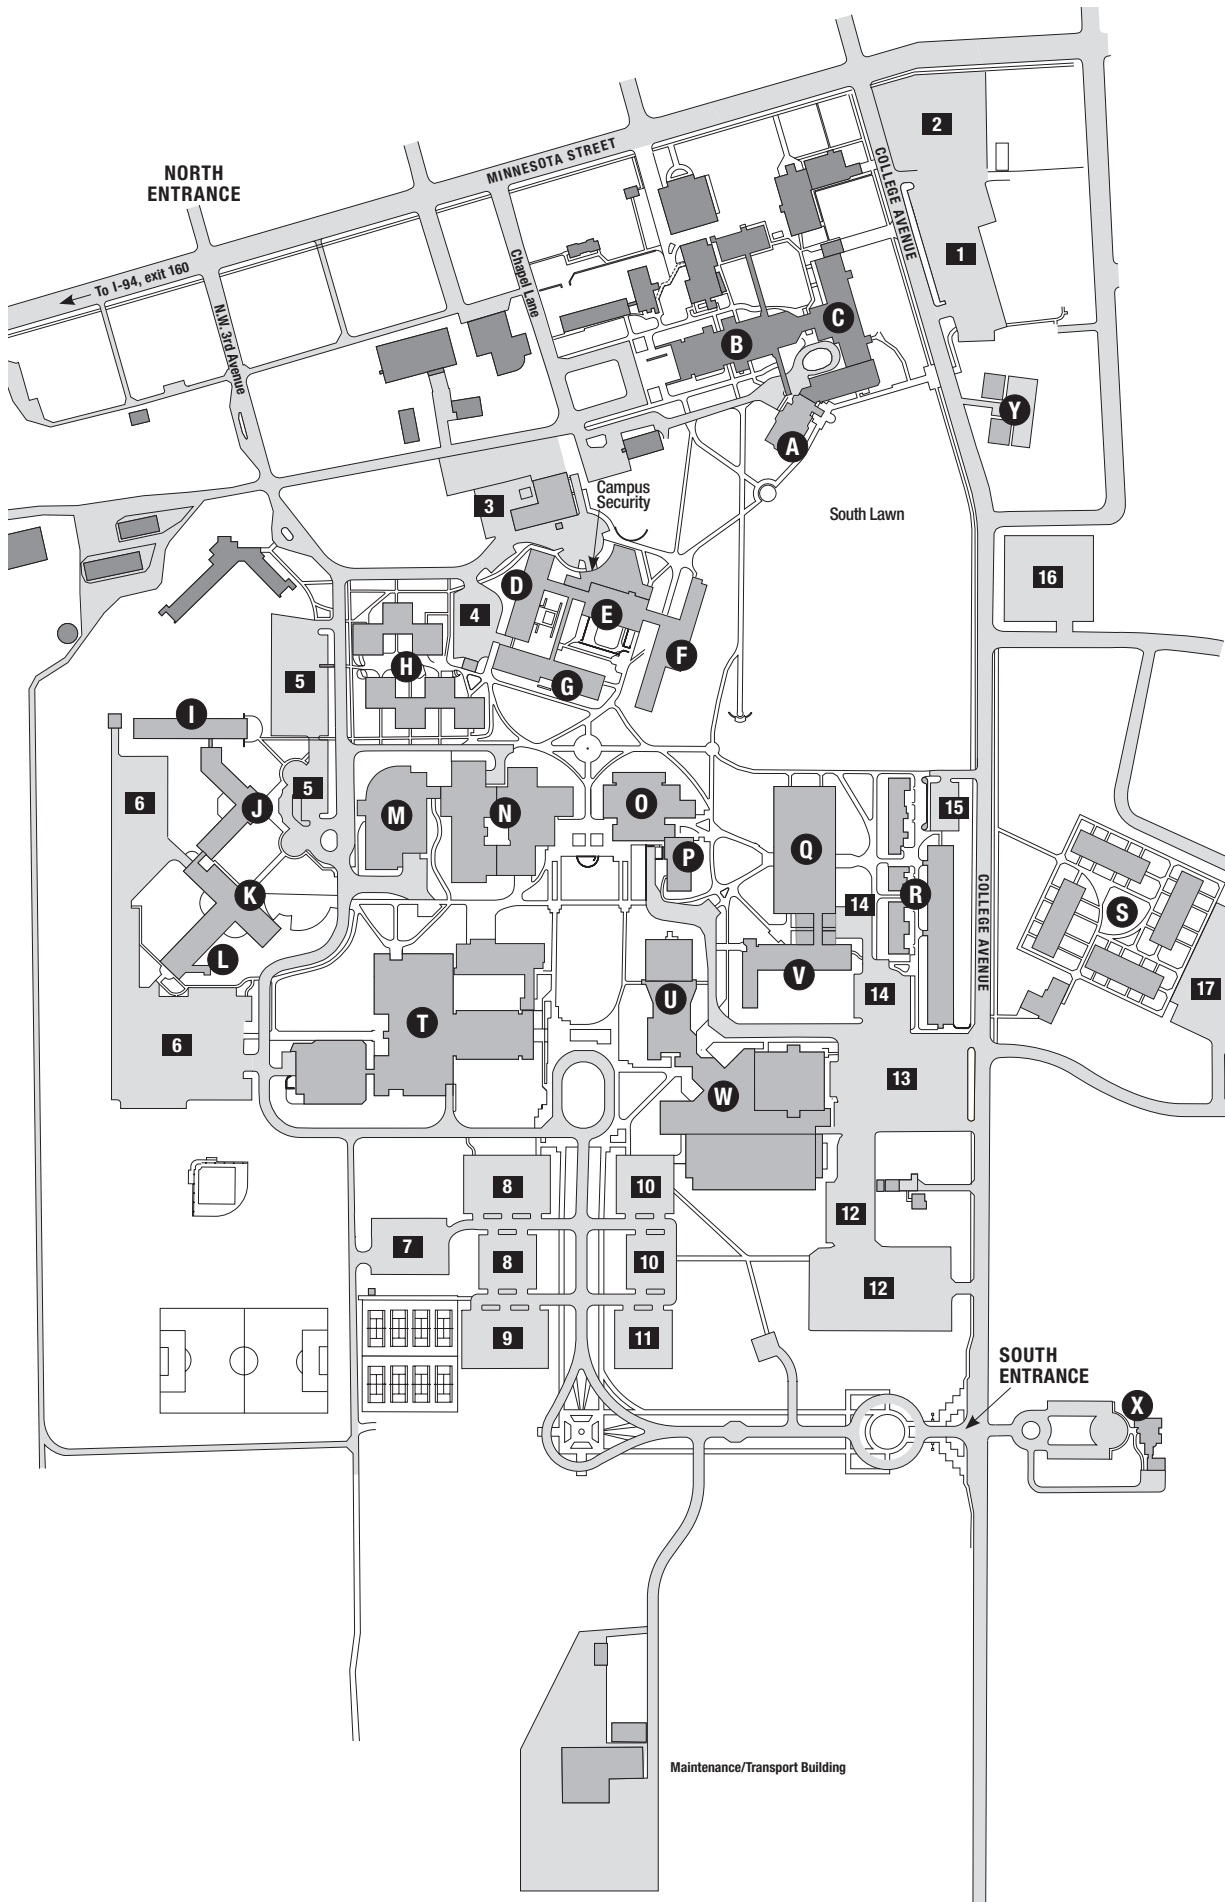 2
MINNESOTA STREET
COLLEGE AVENUE
NORTH
ENTRANCE
1
Chapel Lane
To I-94, exit 160
N.W. 3rd Avenue
C
B
Y
A
Campus
Security
3
South Lawn
16
D
E
4
F
H
G
5
I
6
5
J
M
N
O
15
P
Q
K
R
14
S
L
COLLEGE AVENUE
V
U
14
17
T
6
13
W
8
10
12
7
8
10
12
9
11
SOUTH
ENTRANCE
X
Maintenance/Transport Building